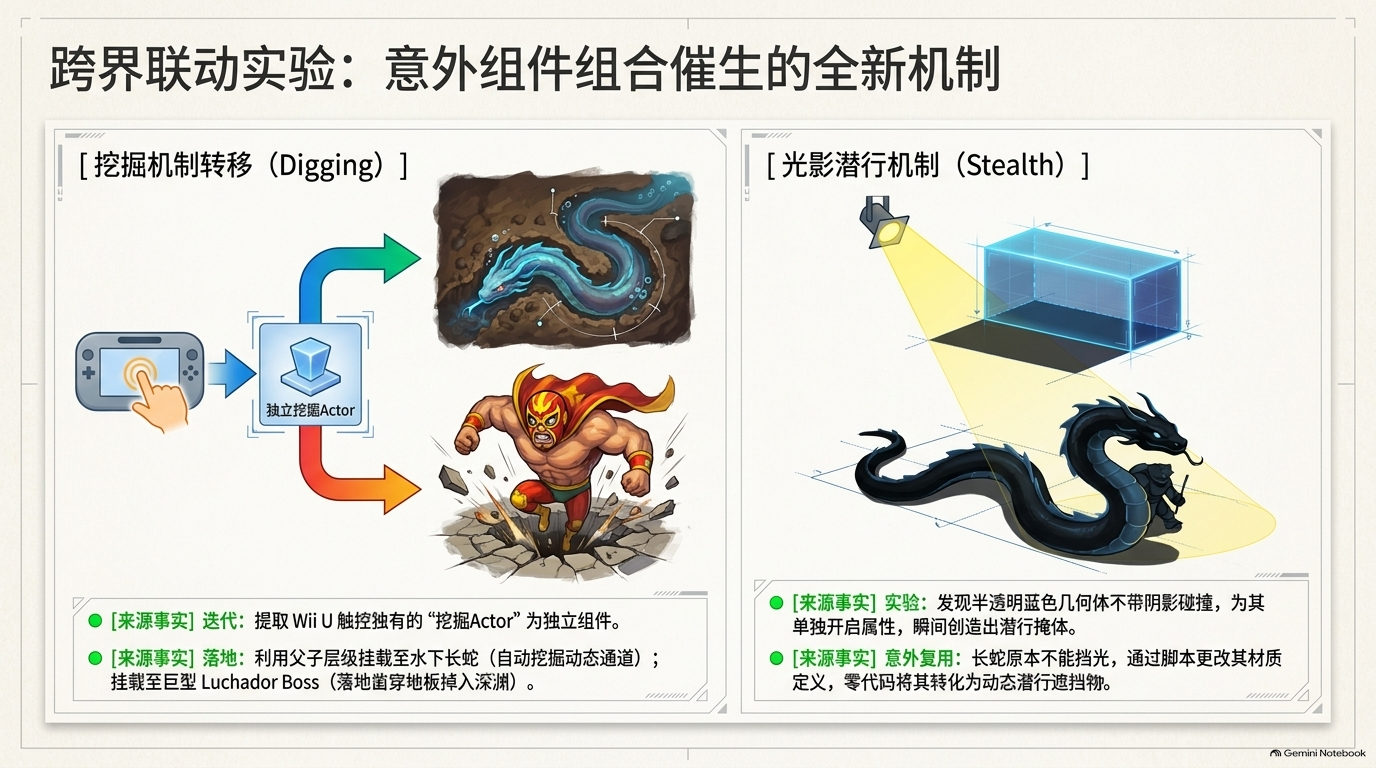 跨界联动实验：意外组件组合催生的全新机制
[ 挖掘机制转移（Digging）]
独立挖掘Actor
[来源事实] 迭代：提取 Wii U 触控独有的 “挖掘Actor” 为独立组件。
[来源事实] 落地：利用父子层级挂载至水下长蛇（自动挖掘动态通道）；
挂载至巨型 Luchador Boss（落地凿穿地板掉入深渊）。
[ 光影潜行机制（Stealth）]
[来源事实] 实验：发现半透明蓝色几何体不带阴影碰撞，为其
单独开启属性，瞬间创造出潜行掩体。
[来源事实] 意外复用：长蛇原本不能挡光，通过脚本更改其材质
定义，零代码将其转化为动态潜行遮挡物。
Gemini Notebook